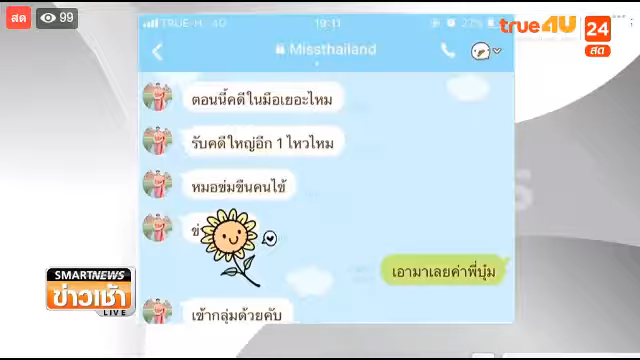 สด 99
TRUE-H 4G 19:11 22%
true4U 24
สด
Missthailand
ตอนนี้คดีในมือเยอะไหม
รับคดีใหญ่อีก 1 ไหวไหม
หมอข่มขืนคนไข้
เอามาเลยค่าพี่บุ๋ม
SMARTNEWS
ข่าวเช้า
LIVE
เข้ากลุ่มด้วยคับ